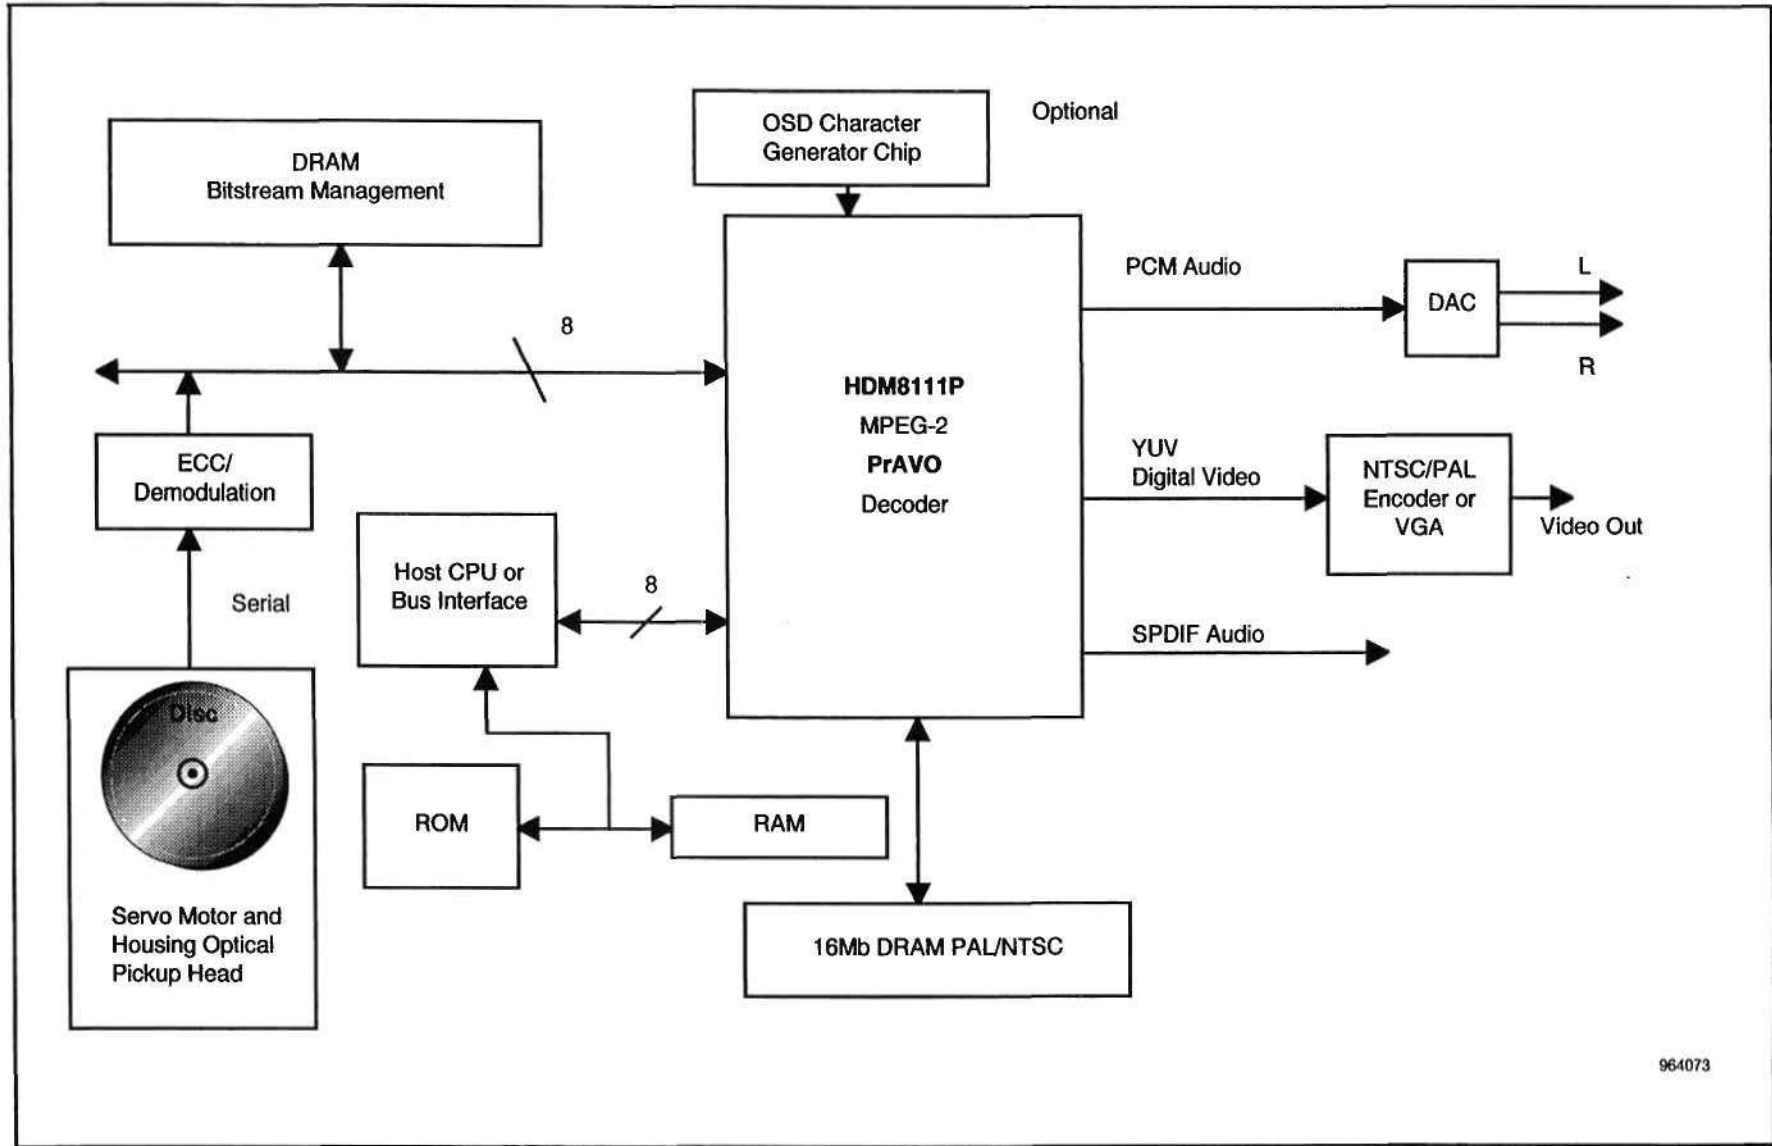 OSD Character
Generator Chip
Optional
DRAM
Bitstream Management
8
PCM Audio
DAC
L
R
HDM8111P
MPEG-2
PrAVO
Decoder
ECC/
Demodulation
YUV
Digital Video
NTSC/PAL
Encoder or
VGA
Video Out
Host CPU or
Bus Interface
8
Serial
SPDIF Audio
Disc
ROM
RAM
Servo Motor and
Housing Optical
Pickup Head
16Mb DRAM PAL/NTSC
964073